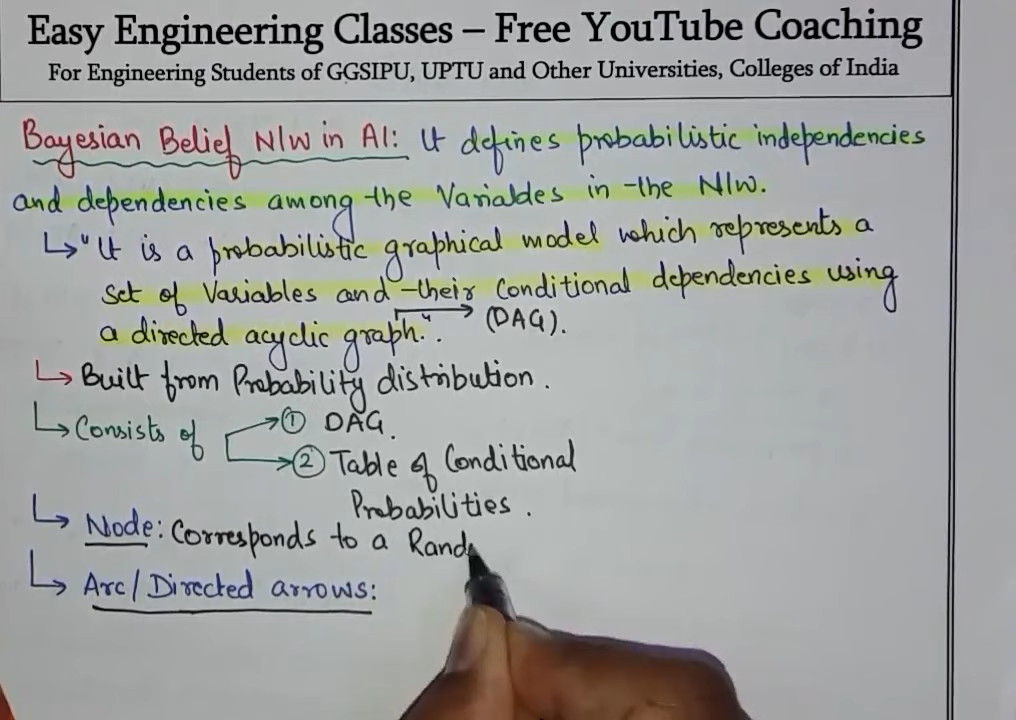 Easy Engineering Classes – Free YouTube Coaching
For Engineering Students of GGSIPU, UPTU and Other Universities, Colleges of India
Bayesian Belief N/w in AI: It defines probabilistic independencies
and dependencies among the Variables in the N/w.
↳ "It is a probabilistic graphical model which represents a
set of Variables and their Conditional dependencies using
a directed acyclic graph". → (DAG).
↳ Built from Probability distribution.
↳ Consists of → ① DAG.
→ ② Table of Conditional
Probabilities.
↳ Node: Corresponds to a Rand
↳ Arc/Directed arrows: